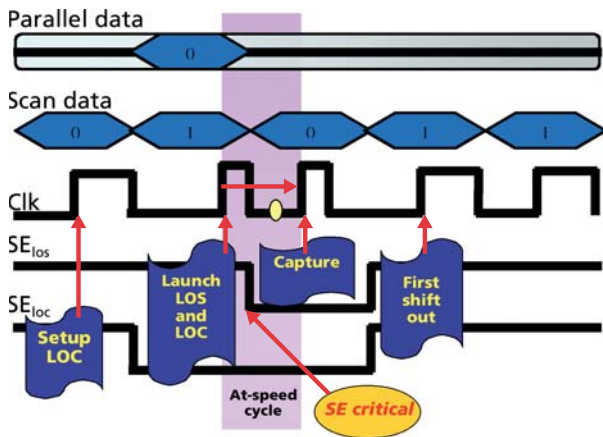 Parallel data
0
Scan data
0 1 0 1 1
Clk
SElos
Launch
LOS
and
LOC
Capture
First
shift
out
SEloc
Setup
LOC
At-speed
cycle
SE critical